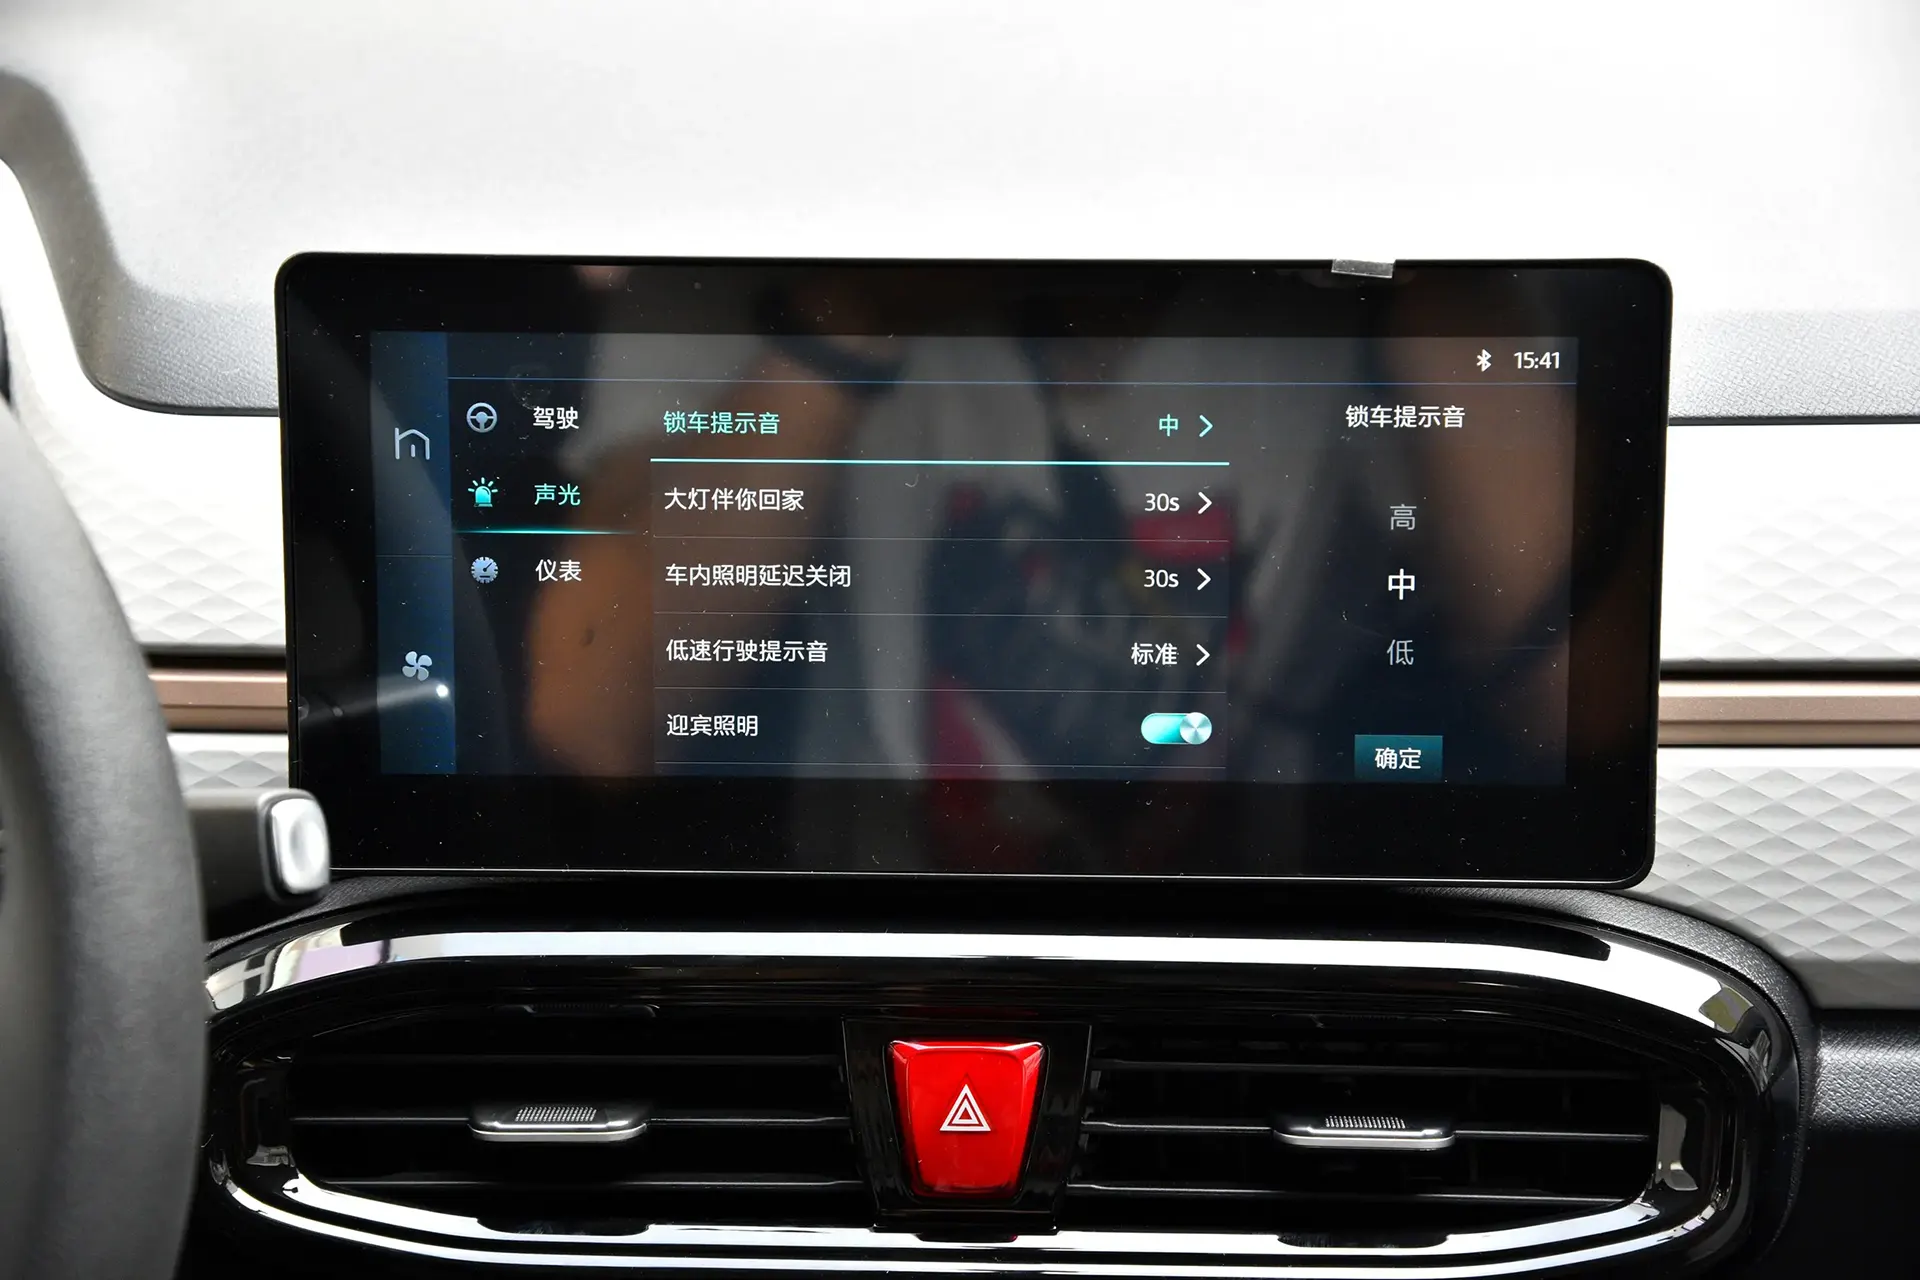 15:41
驾驶
声光
仪表
锁车提示音 中
大灯伴你回家 30s
车内照明延迟关闭 30s
低速行驶提示音 标准
迎宾照明
锁车提示音
高
中
低
确定